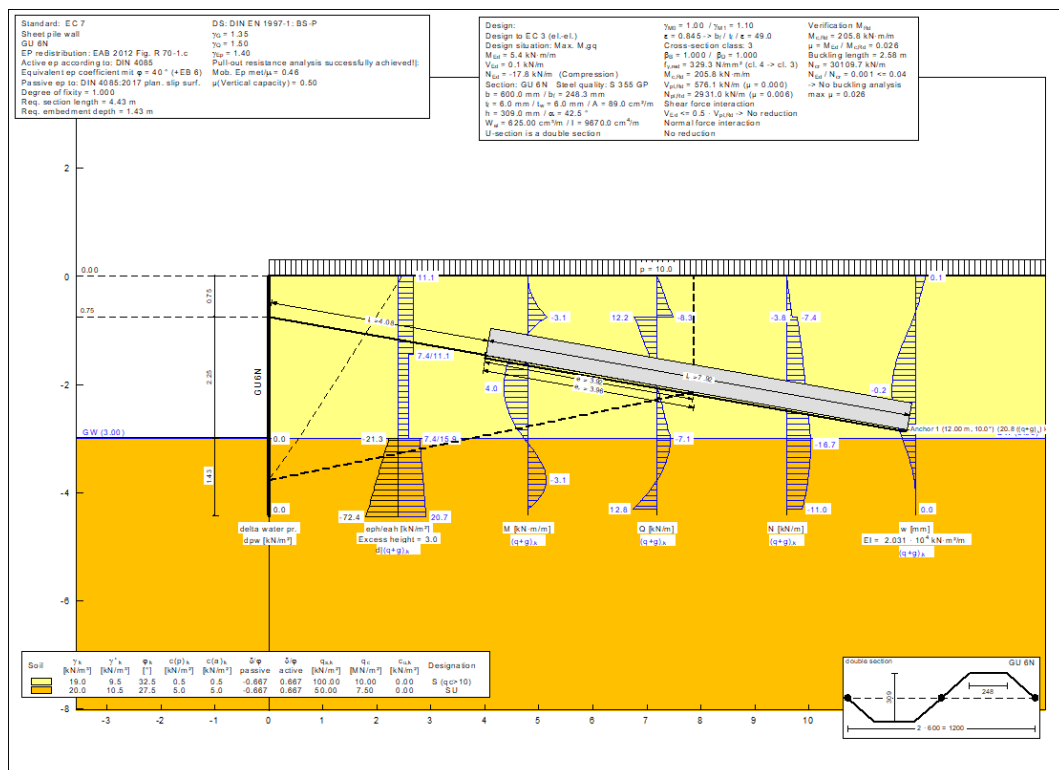 Standard: EC 7
Sheet pile wall
GU 6N
EP redistribution: EAB 2012 Fig. R 70-1.c
Active ep according to: DIN 4085
Equivalent ep coefficient mit φ = 40° (+EB 6)
Passive ep to: DIN 4085:2017 plan. slip surf.
Degree of fixity = 1.000
Req. section length = 4.43 m
Req. embedment depth = 1.43 m
DS: DIN EN 1997-1: BS-P
γG = 1.35
γQ = 1.50
γEp = 1.40
Pull-out resistance analysis successfully achieved!;
Mob. Ep met/μ = 0.46
μ(Vertical capacity) = 0.50
Design:
Design to EC 3 (el.-el.)
Design situation: Max. M,gq
MEd = 5.4 kN·m/m
VEd = 0.1 kN/m
NEd = -17.8 kN/m (Compression)
Section: GU 6N Steel quality: S 355 GP
b = 600.0 mm / bf = 248.3 mm
tf = 6.0 mm / tw = 6.0 mm / A = 89.0 cm²/m
h = 309.0 mm / α = 42.5 °
Wel = 625.00 cm³/m / I = 9670.0 cm⁴/m
U-section is a double section
γM0 = 1.00 / γM1 = 1.10
ε = 0.845 -> bf / tf / ε = 49.0
Cross-section class: 3
βB = 1.000 / βD = 1.000
fy,red = 329.3 N/mm² (cl. 4 -> cl. 3)
Mc,Rd = 205.8 kN·m/m
Vpl,Rd = 576.1 kN/m (μ = 0.000)
Npl,Rd = 2931.0 kN/m (μ = 0.006)
Shear force interaction
VEd <= 0.5 · Vpl,Rd -> No reduction
Normal force interaction
No reduction
Verification MRd
Mc,Rd = 205.8 kN·m/m
μ = MEd / Mc,Rd = 0.026
Buckling length = 2.58 m
NEd / Ncr = 0.001 <= 0.04
-> No buckling analysis
Ncr = 30109.7 kN/m
max μ = 0.026
2
0
-2
-4
-6
-8
0.00
0.75
0.75
2.25
1.43
GU6N
GW (3.00)
0.0
0.0
delta water pr.
dpw [kN/m²]
p = 10.0
11.1
7.4/11.1
-21.3
7.4/15.9
-72.4
20.7
eph/eah [kN/m²]
Excess height = 3.0
d|(q+g),k
-3.1
4.0
-3.1
M [kN·m/m]
(q+g),k
12.2
-8.3
-7.1
12.8
Q [kN/m]
(q+g),k
-3.8
-7.4
-16.7
-11.0
N [kN/m]
(q+g),k
0.1
-0.2
0.0
w [mm]
EI = 2.031 · 10⁴ kN·m²/m
(q+g),k
L = 7.92
Anchor 1 (12.00 m, 10.0°) (20.8 ((q+g),k)
-3
-2
-1
0
1
2
3
4
5
6
7
8
9
10
Soil
γk
[kN/m³]
γ'k
[kN/m³]
φk
[°]
c(p)k
[kN/m²]
c(a)k
[kN/m²]
δ/φ
passive
δ/φ
active
qs,k
[kN/m²]
qc
[MN/m²]
cu,k
[kN/m²]
Designation
19.0 9.5 32.5 0.5 0.5 -0.667 0.667 100.00 10.00 0.00 S (qc>10)
20.0 10.5 27.5 5.0 5.0 -0.667 0.667 50.00 7.50 0.00 SU
double section
GU 6N
309
248
2 · 600 = 1200